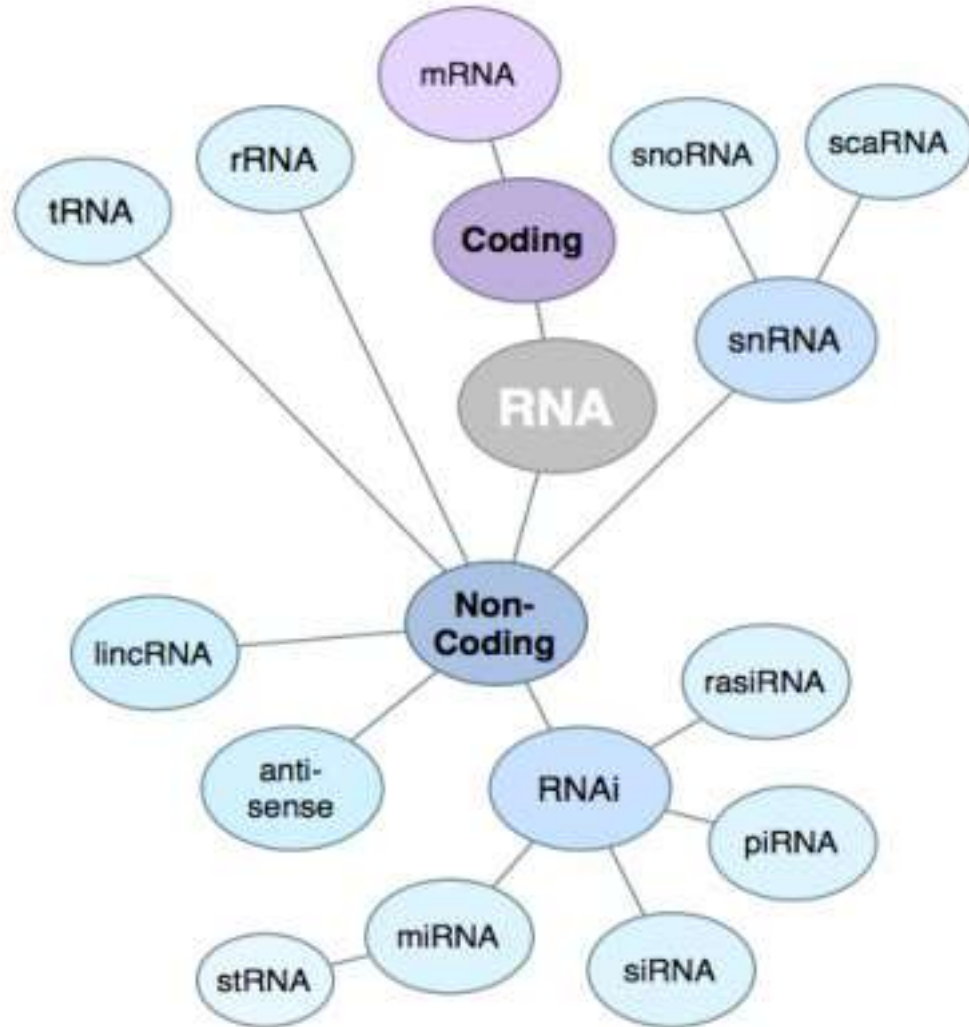 mRNA
rRNA
snoRNA
scaRNA
tRNA
Coding
snRNA
RNA
Non-
Coding
lincRNA
rasiRNA
anti-
sense
RNAi
piRNA
miRNA
siRNA
stRNA